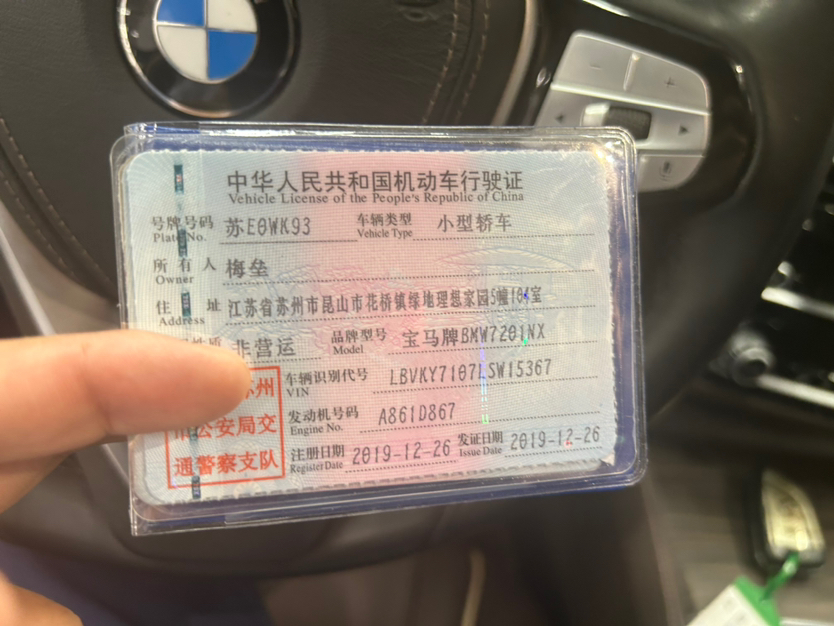 中华人民共和国机动车行驶证
Vehicle License of the People's Republic of China
号牌号码 苏E0WK93 车辆类型 小型轿车
Plate No. Vehicle Type
所有人 梅垒
Owner
住址 江苏省苏州市昆山市花桥镇绿地理想家园5幢104室
Address
性质 非营运 品牌型号 宝马牌BMW7201NX
Model
州 车辆识别代号 LBVKY7107LSW15367
VIN
公安局交 发动机号码 A861D867
Engine No.
通警察支队 注册日期 2019-12-26 发证日期 2019-12-26
Register Date Issue Date